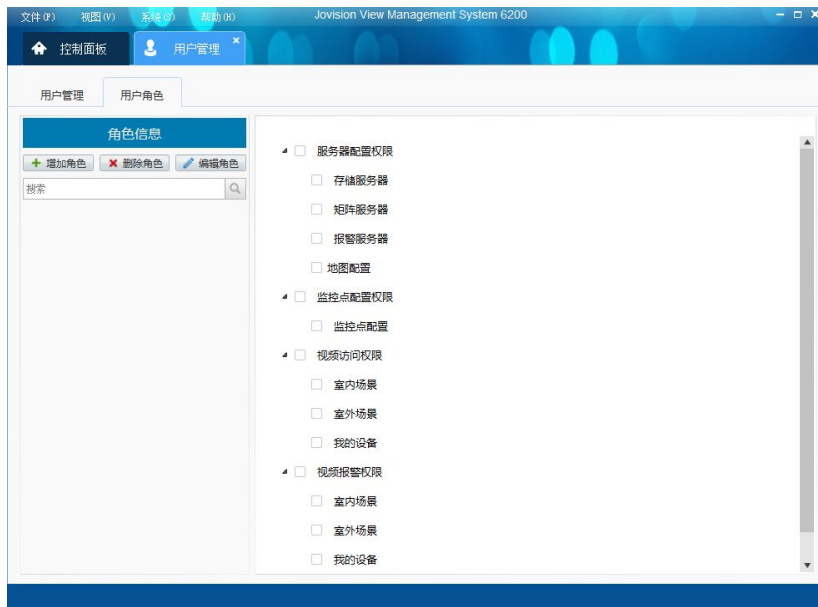 文件(F) 视图(V) 系统(S) 帮助(H) Jovision View Management System 6200
控制面板 用户管理
用户管理 用户角色
角色信息
增加角色 删除角色 编辑角色
搜索
服务器配置权限
存储服务器
矩阵服务器
报警服务器
地图配置
监控点配置权限
监控点配置
视频访问权限
室内场景
室外场景
我的设备
视频报警权限
室内场景
室外场景
我的设备